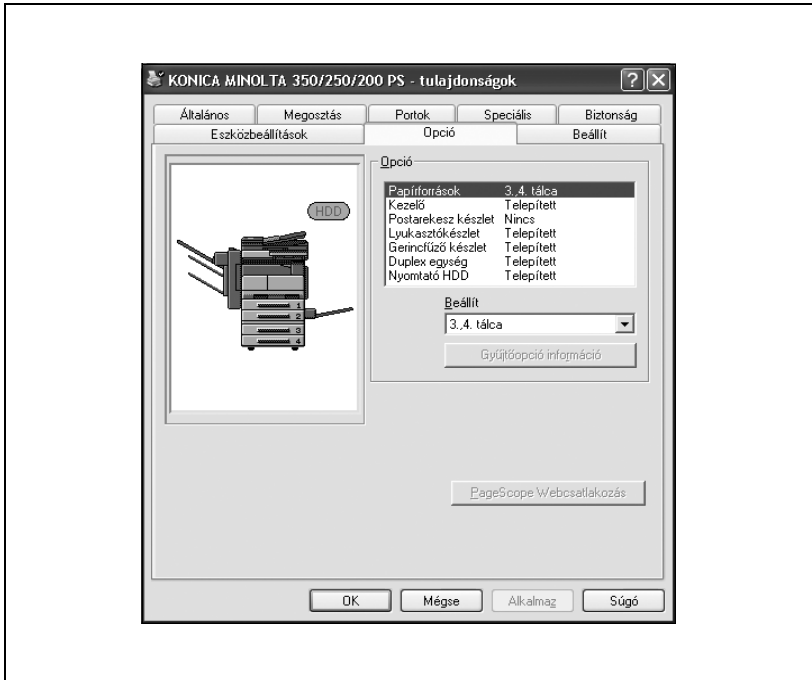 KONICA MINOLTA 350/250/200 PS - tulajdonságok
Általános Megosztás Portok Speciális Biztonság
Eszközbeállítások Opció Beállít
HDD
1
2
3
4
Opció
Papírforrások 3.,4. tálca
Kezelő Telepített
Postarekesz készlet Nincs
Lyukasztókészlet Telepített
Gerincfűző készlet Telepített
Duplex egység Telepített
Nyomtató HDD Telepített
Beállít
3.,4. tálca
Gyűjtőopció információ
PageScope Webcsatlakozás
OK Mégse Alkalmaz Súgó